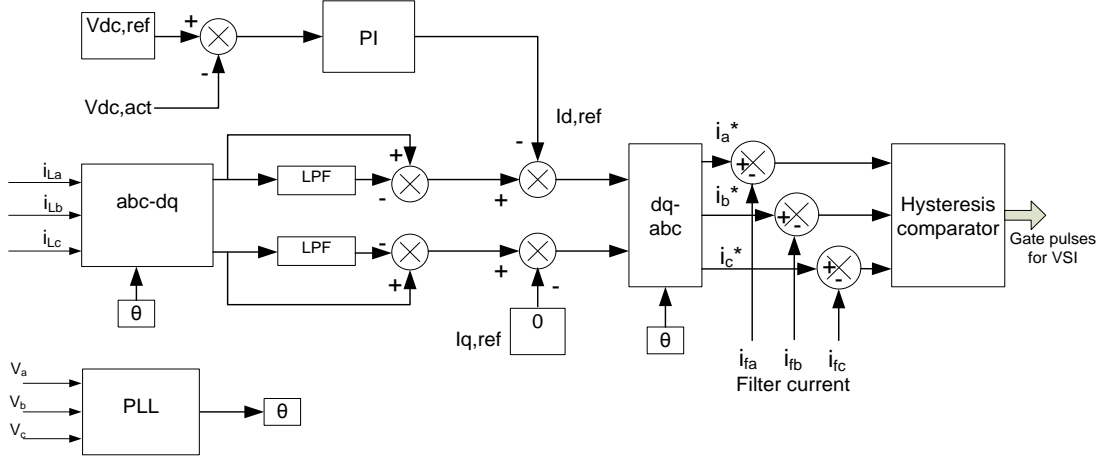 Vdc,ref
+
PI
-
Vdc,act
Id,ref
iLa
iLb
iLc
abc-dq
LPF
+
-
-
+
dq-
abc
ia*
+
-
ib*
+
-
ic*
+
-
Hysteresis
comparator
Gate pulses
for VSI
LPF
-
+
+
-
θ
0
Iq,ref
θ
ifa
ifb
ifc
Filter current
Va
Vb
Vc
PLL
θ